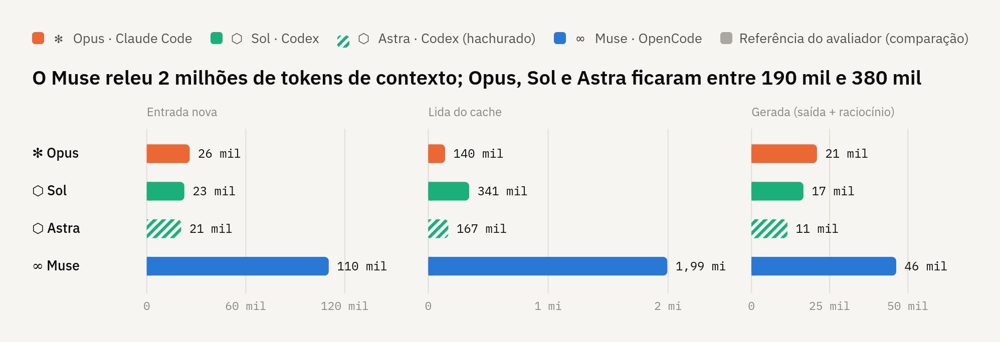 ✻ Opus · Claude Code ⬡ Sol · Codex ⬡ Astra · Codex (hachurado) ∞ Muse · OpenCode Referência do avaliador (comparação)
O Muse releu 2 milhões de tokens de contexto; Opus, Sol e Astra ficaram entre 190 mil e 380 mil
Entrada nova Lida do cache Gerada (saída + raciocínio)
✻ Opus 26 mil 140 mil 21 mil
⬡ Sol 23 mil 341 mil 17 mil
⬡ Astra 21 mil 167 mil 11 mil
∞ Muse 110 mil 1,99 mi 46 mil
0 60 mil 120 mil 0 1 mi 2 mi 0 25 mil 50 mil